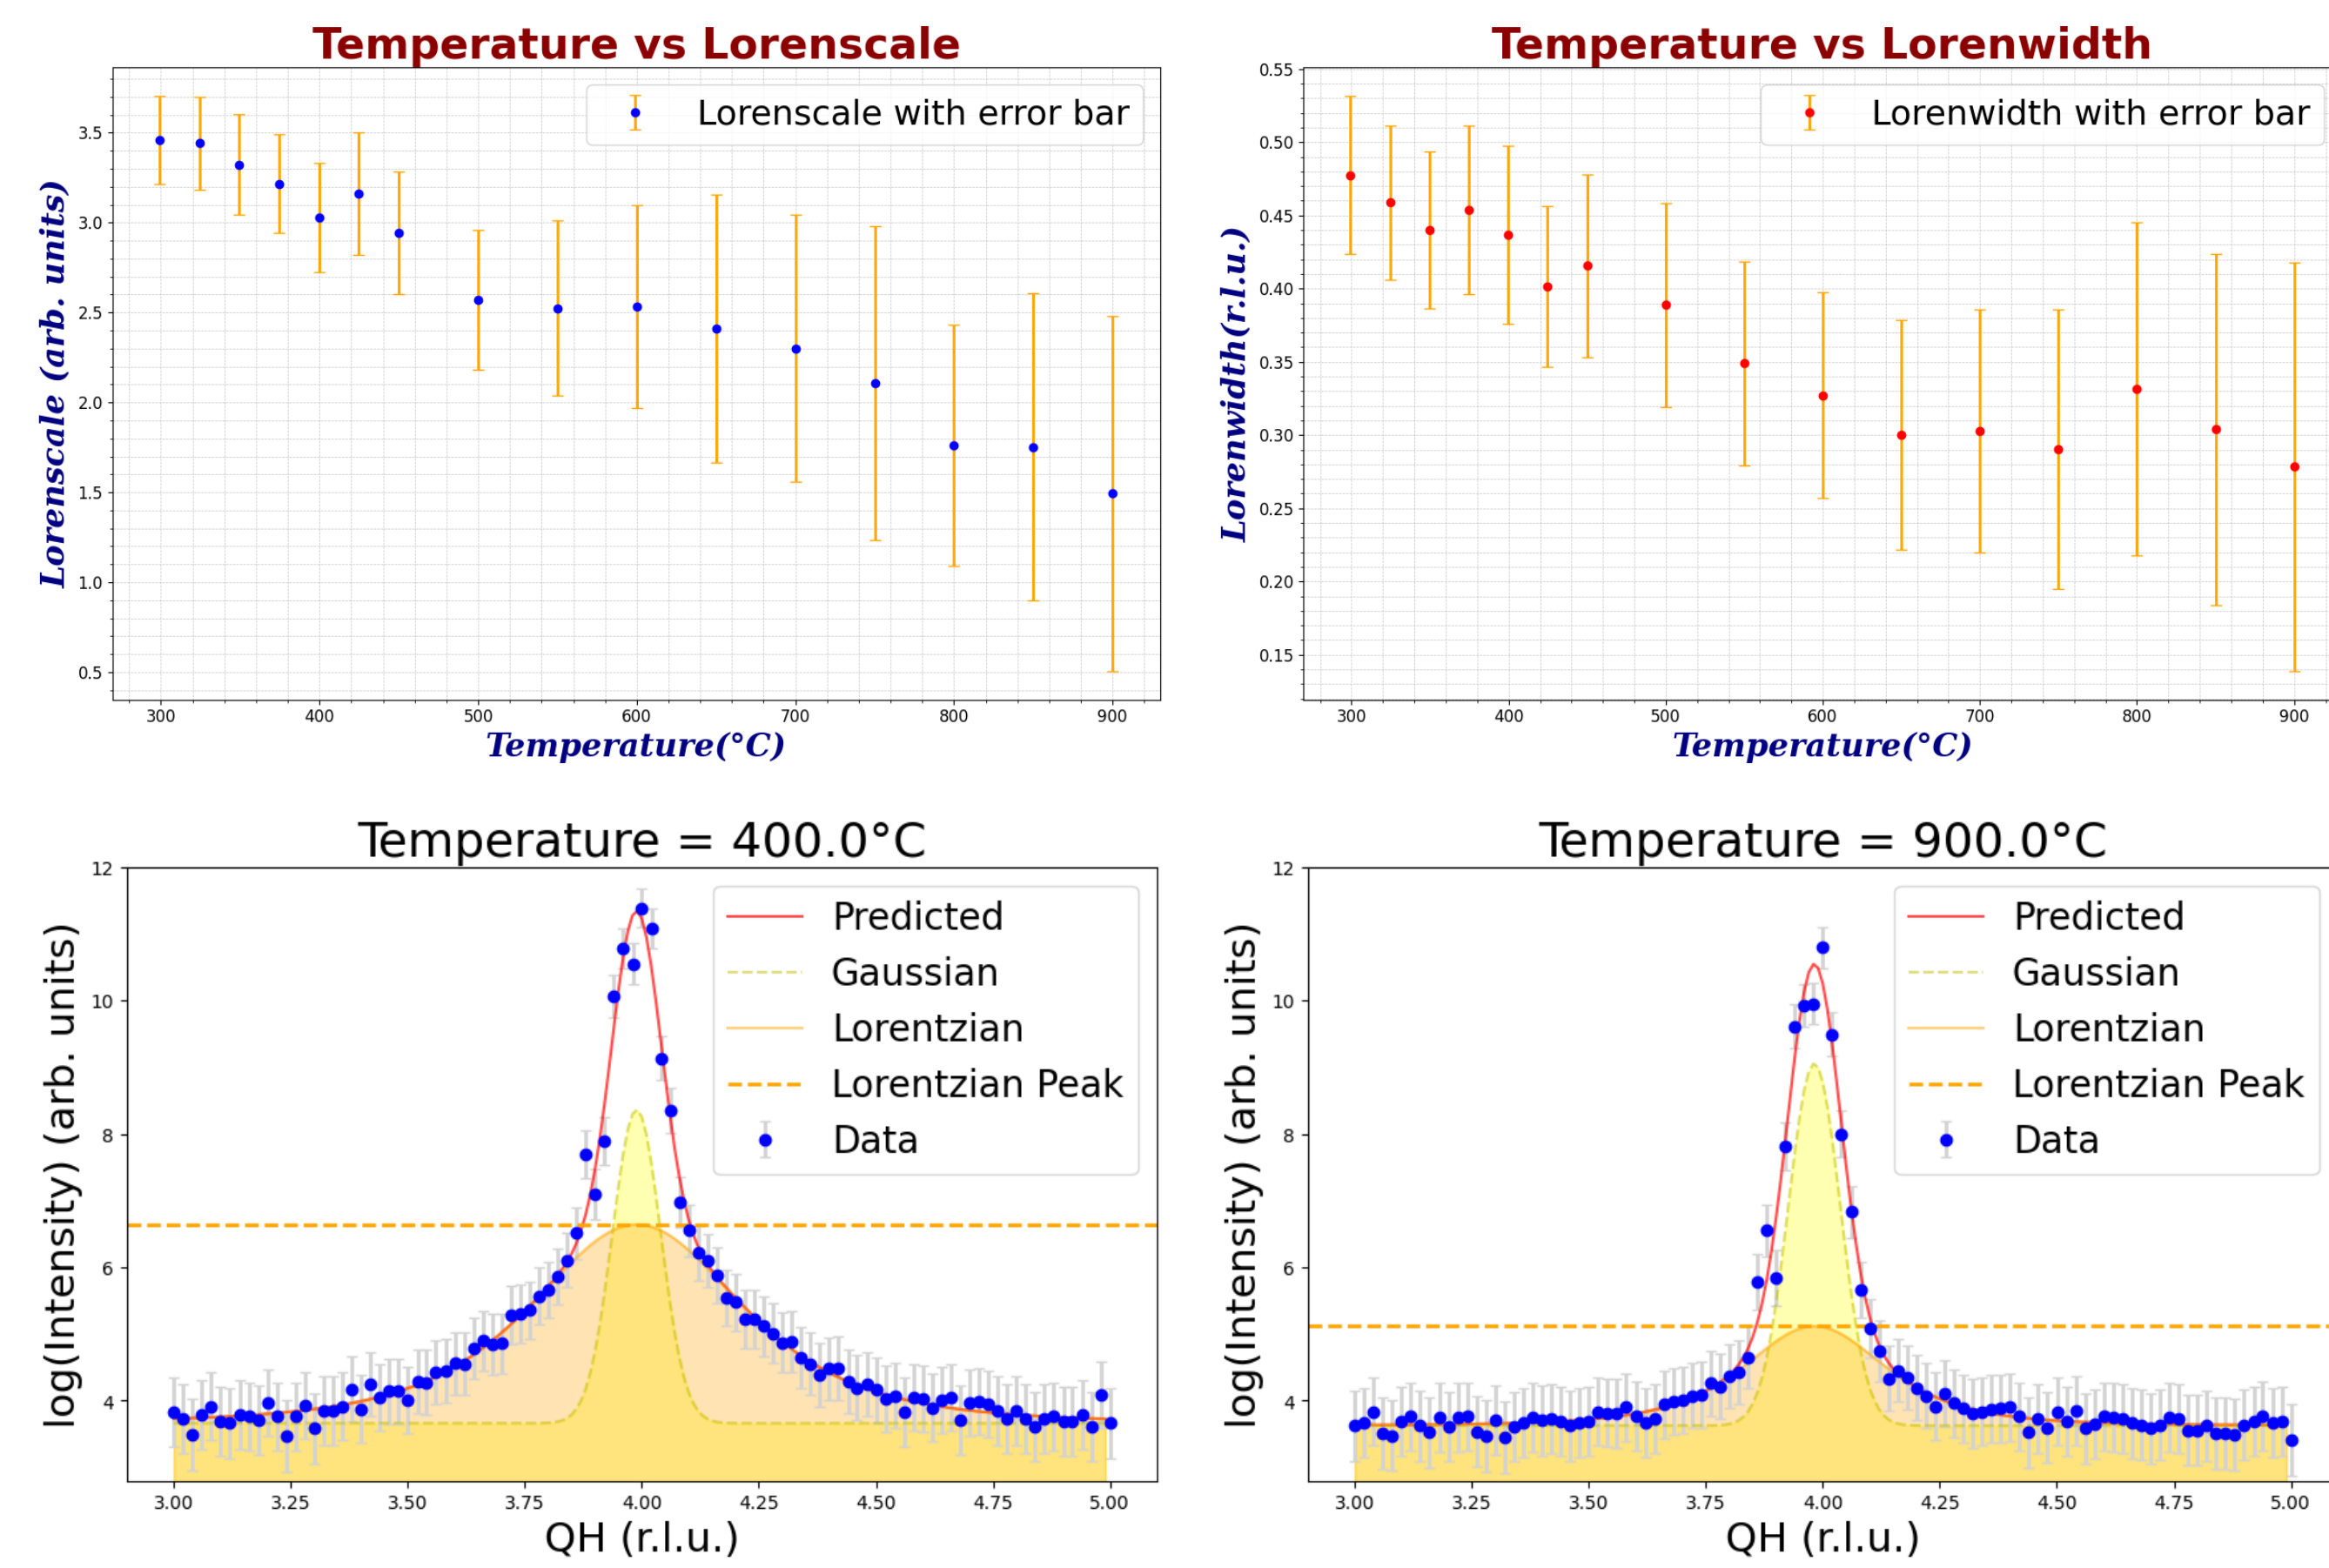 Temperature vs Lorenscale
Lorenscale with error bar
Lorenscale (arb. units)
3.5
3.0
2.5
2.0
1.5
1.0
0.5
300 400 500 600 700 800 900
Temperature(°C)
Temperature vs Lorenwidth
Lorenwidth with error bar
Lorenwidth(r.l.u.)
0.55
0.50
0.45
0.40
0.35
0.30
0.25
0.20
0.15
300 400 500 600 700 800 900
Temperature(°C)
Temperature = 400.0°C
Predicted
Gaussian
Lorentzian
Lorentzian Peak
Data
log(Intensity) (arb. units)
12
10
8
6
4
3.00 3.25 3.50 3.75 4.00 4.25 4.50 4.75 5.00
QH (r.l.u.)
Temperature = 900.0°C
Predicted
Gaussian
Lorentzian
Lorentzian Peak
Data
log(Intensity) (arb. units)
12
10
8
6
4
3.00 3.25 3.50 3.75 4.00 4.25 4.50 4.75 5.00
QH (r.l.u.)